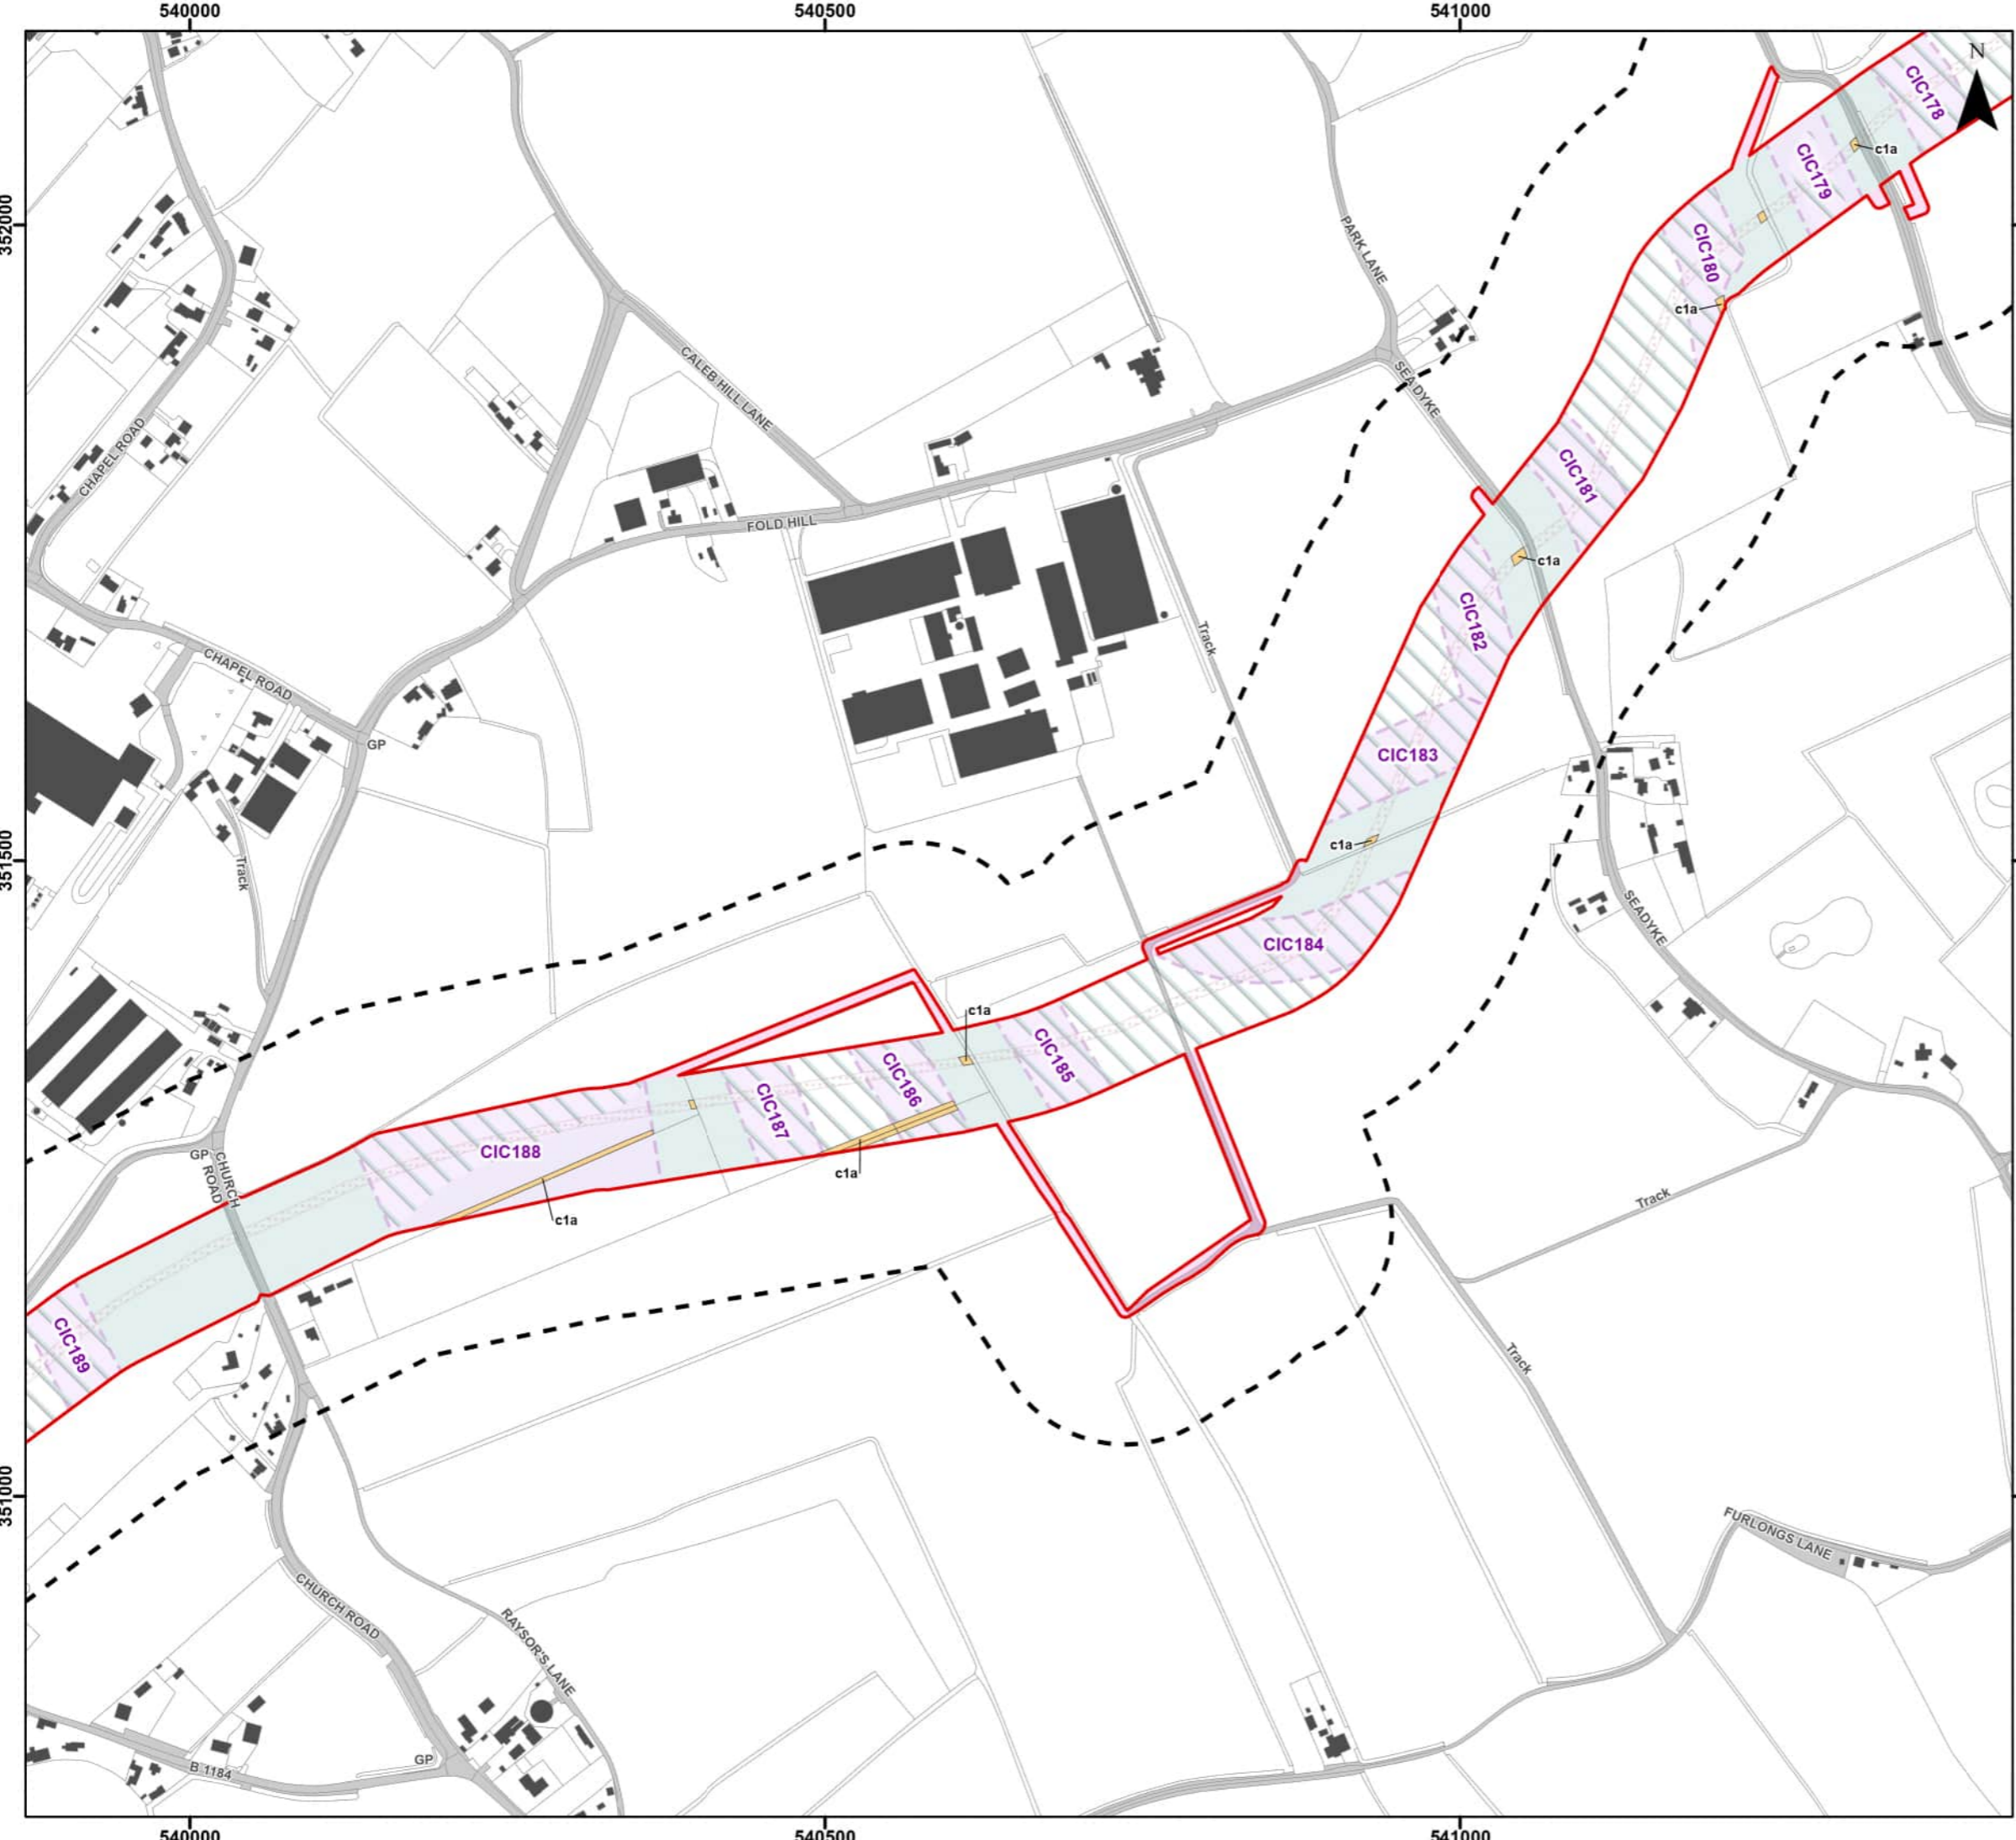 540000
540500
541000
N
CIC178
c1a
CIC179
352000
352000
PARK LANE
CIC180
c1a
CALEB HILL LANE
SEADYKE
CHAPEL ROAD
CIC181
FOLD HILL
c1a
CIC182
Track
CHAPEL ROAD
GP
CIC183
c1a
351500
Track
SEADYKE
CIC184
c1a
CIC185
CIC186
CIC187
CIC188
GP
CHURCH
ROAD
c1a
c1a
Track
CIC189
Track
351000
FURLONGS LANE
CHURCH ROAD
RAYSOR'S LANE
GP
B 1184
540000
540500
541000